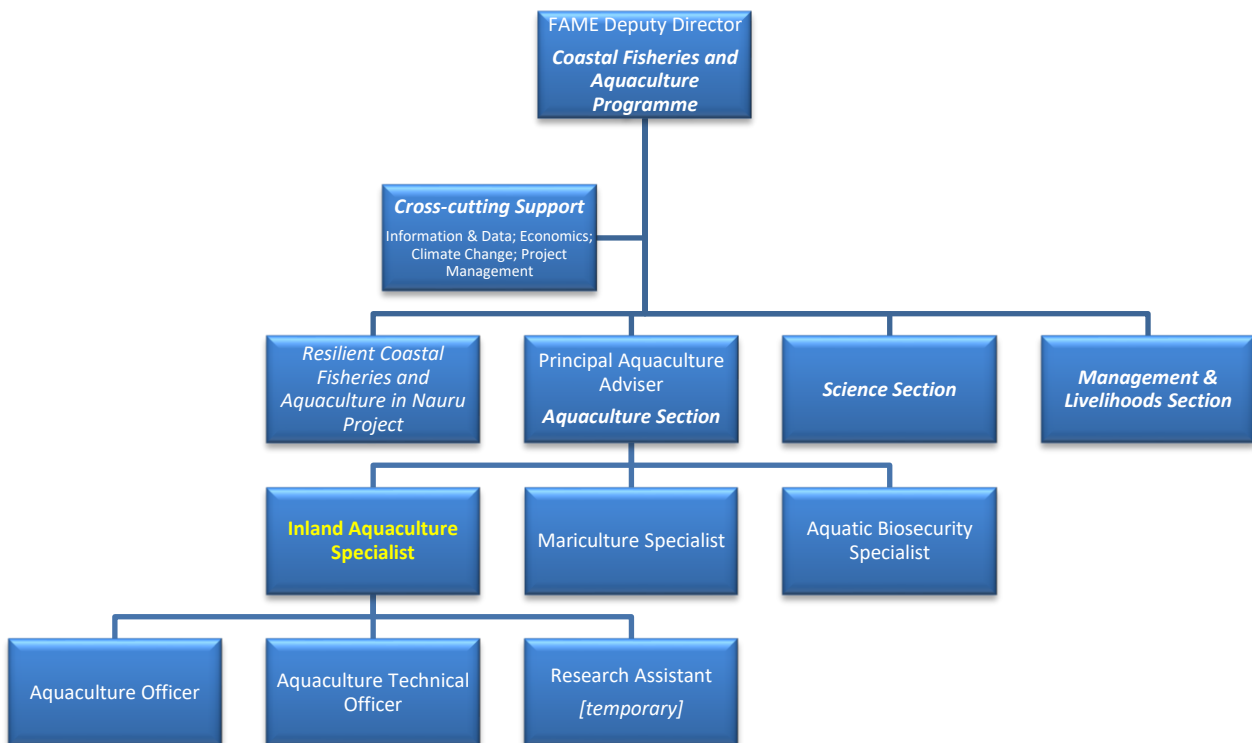 FAME Deputy Director
Coastal Fisheries and
Aquaculture
Programme
Cross-cutting Support
Information & Data; Economics;
Climate Change; Project
Management
Resilient Coastal
Fisheries and
Aquaculture in Nauru
Project
Principal Aquaculture
Adviser
Aquaculture Section
Science Section
Management &
Livelihoods Section
Inland Aquaculture
Specialist
Mariculture Specialist
Aquatic Biosecurity
Specialist
Aquaculture Officer
Aquaculture Technical
Officer
Research Assistant
[temporary]